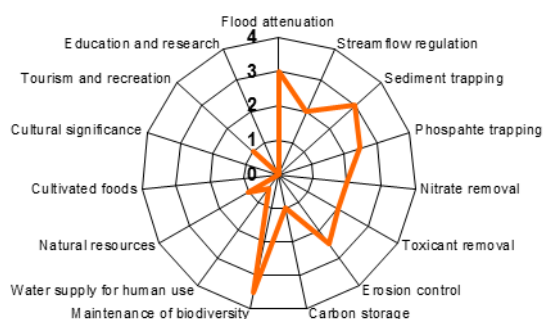 Flood attenuation
4
Education and research
Streamflow regulation
3
Tourism and recreation
Sediment trapping
2
Cultural significance
Phospahte trapping
1
0
Cultivated foods
Nitrate removal
Natural resources
Toxicant removal
Water supply for human use
Erosion control
Maintenance of biodiversity
Carbon storage